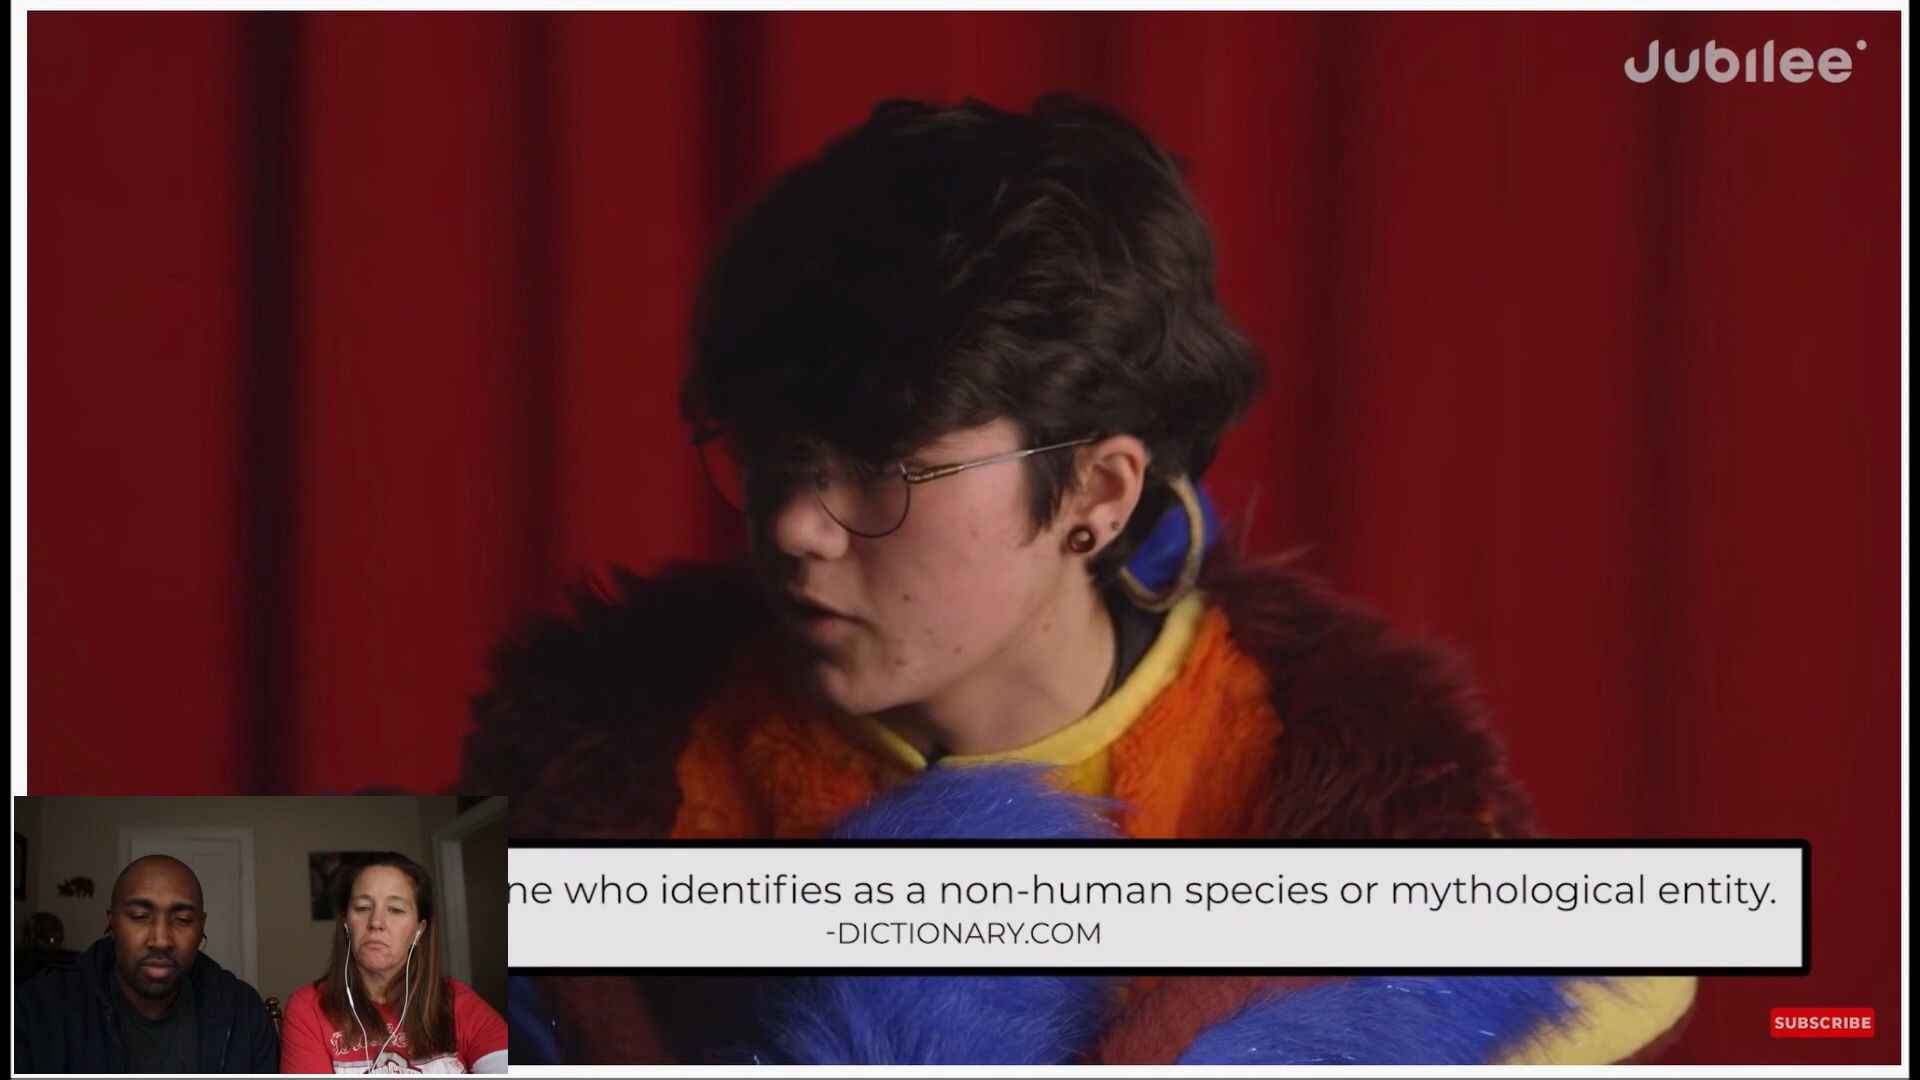 Jubilee
ne who identifies as a non-human species or mythological entity.
-DICTIONARY.COM
SUBSCRIBE